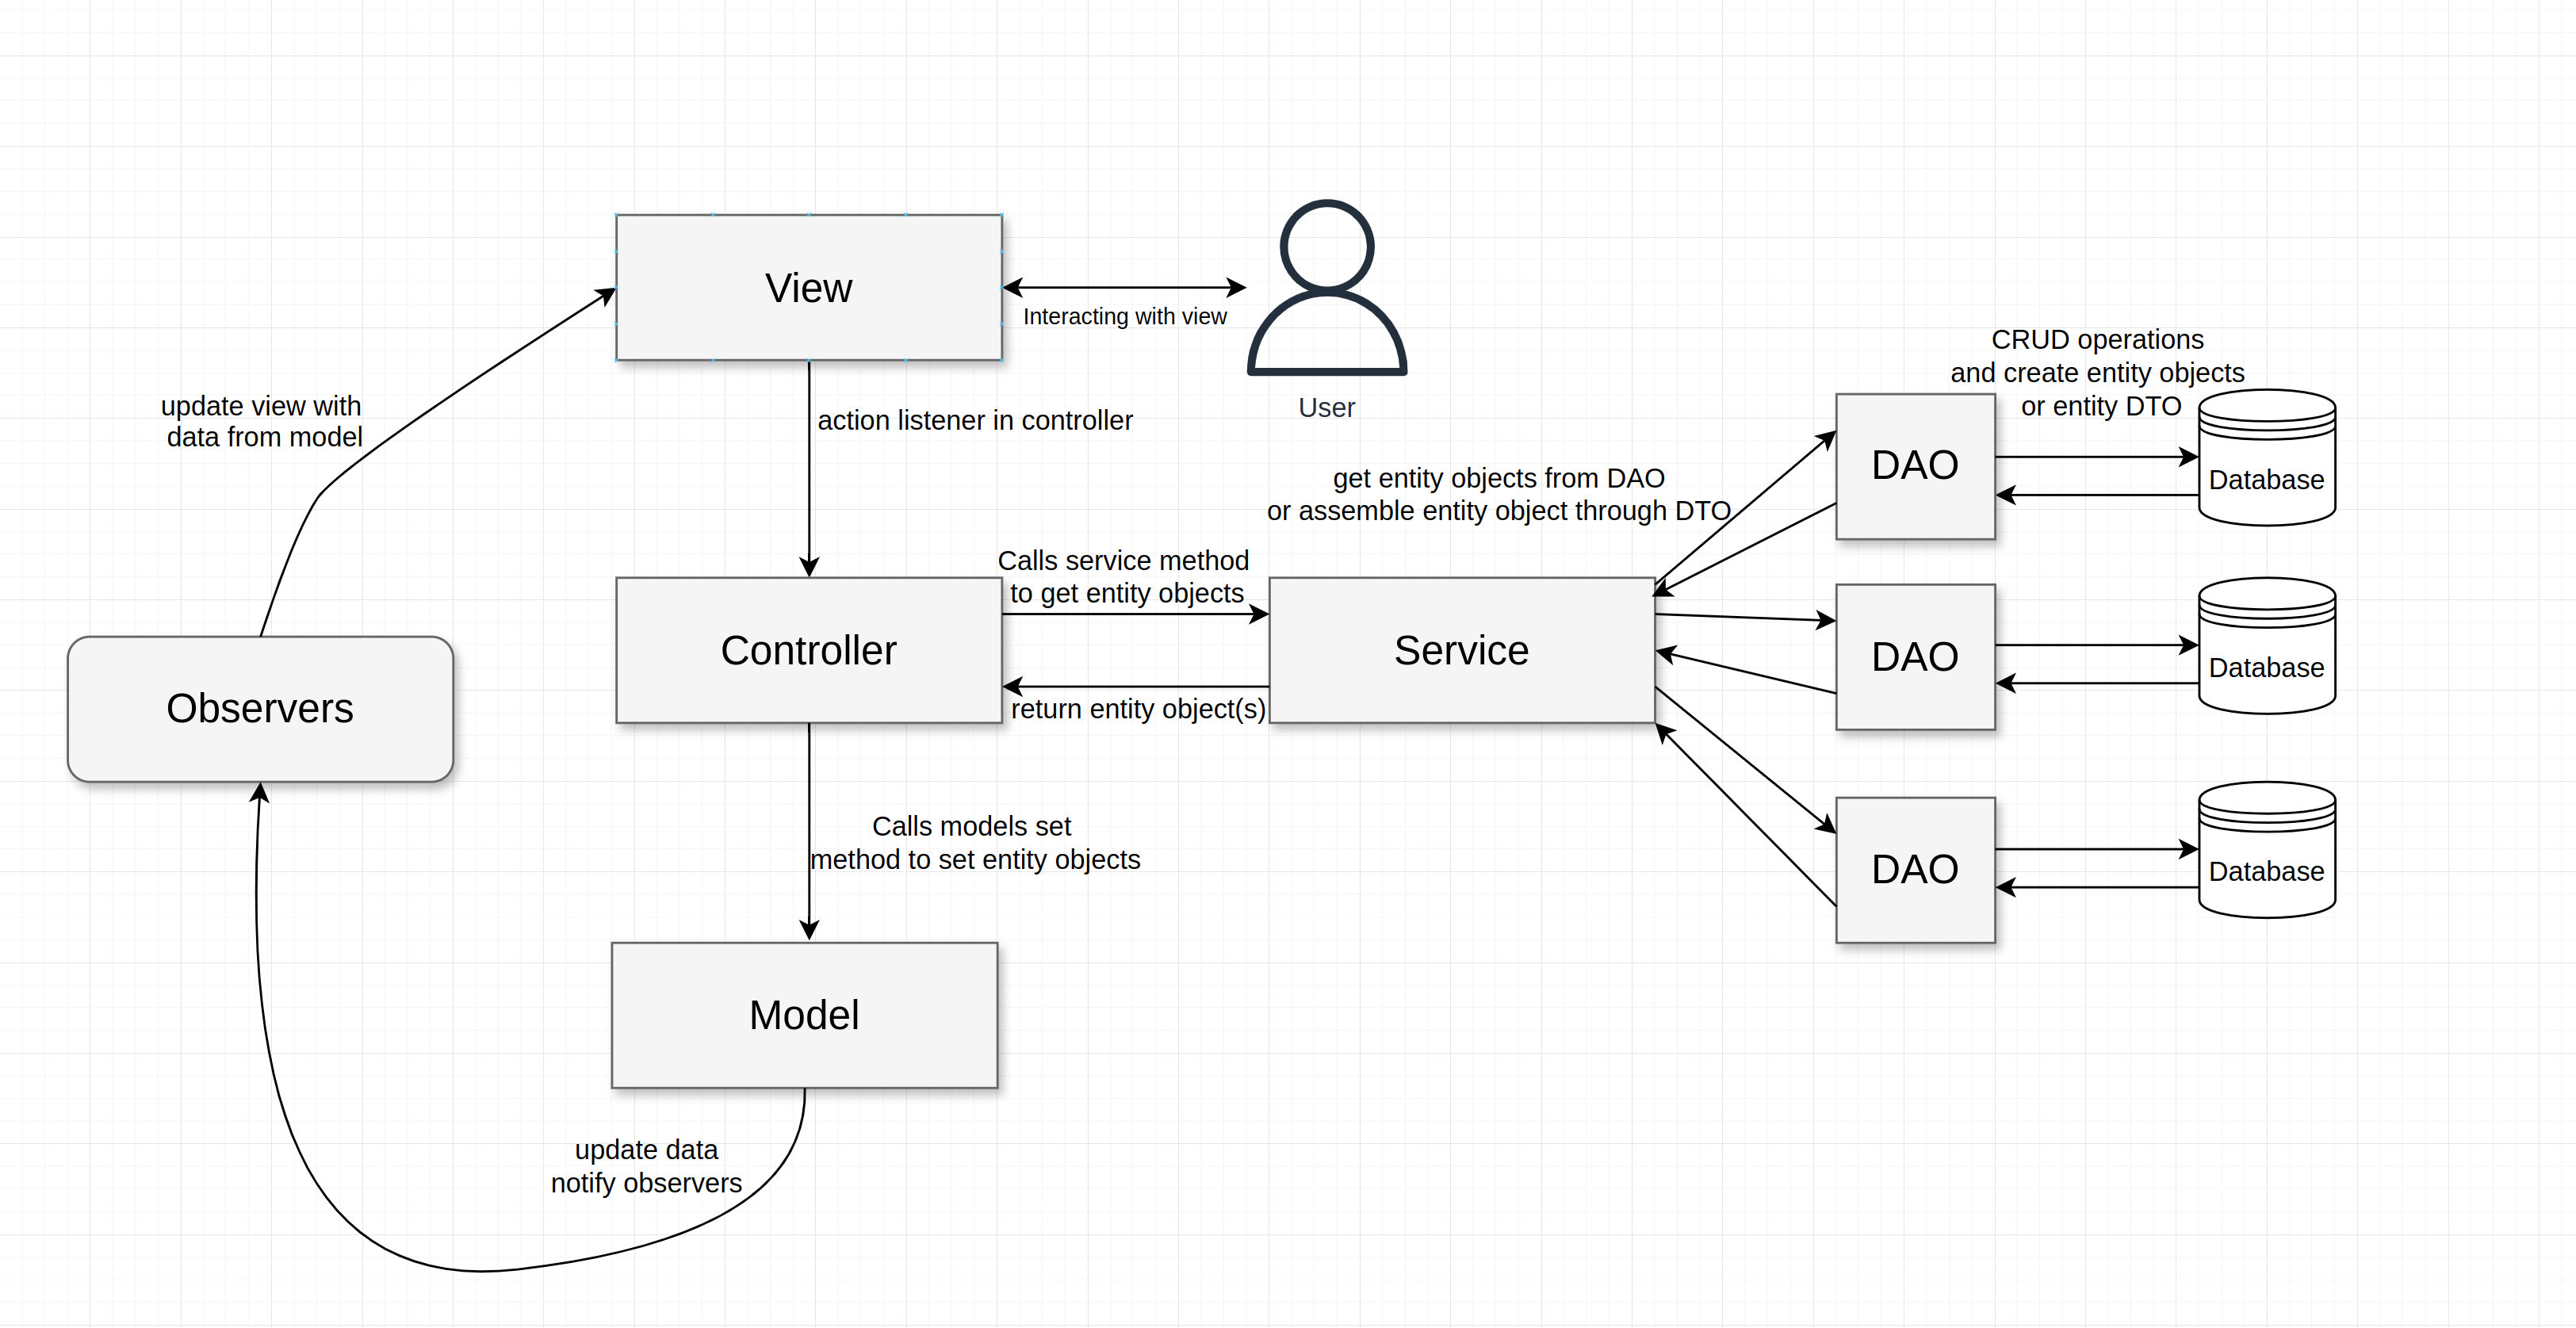 View
Interacting with view
User
update view with
data from model
action listener in controller
CRUD operations
and create entity objects
or entity DTO
DAO
Database
get entity objects from DAO
or assemble entity object through DTO
Calls service method
to get entity objects
Observers
Controller
Service
return entity object(s)
DAO
Database
Calls models set
method to set entity objects
DAO
Database
Model
update data
notify observers